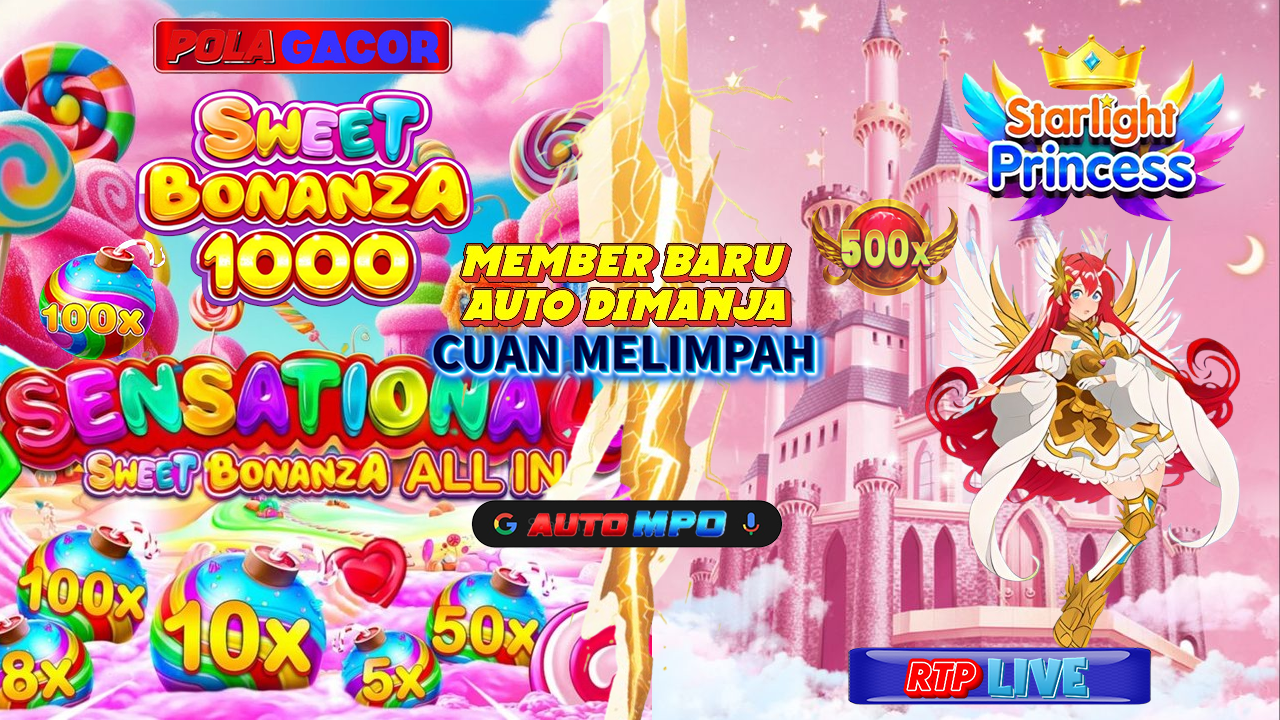 POLA GACOR
SWEET
BONANZA
1000
100x
SENSATIONAL
SWEET BONANZA ALL IN
100x
10x
50x
8x
5x
MEMBER BARU
AUTO DIMANJA
CUAN MELIMPAH
G AUTO MPO
Starlight
Princess
500x
RTP LIVE